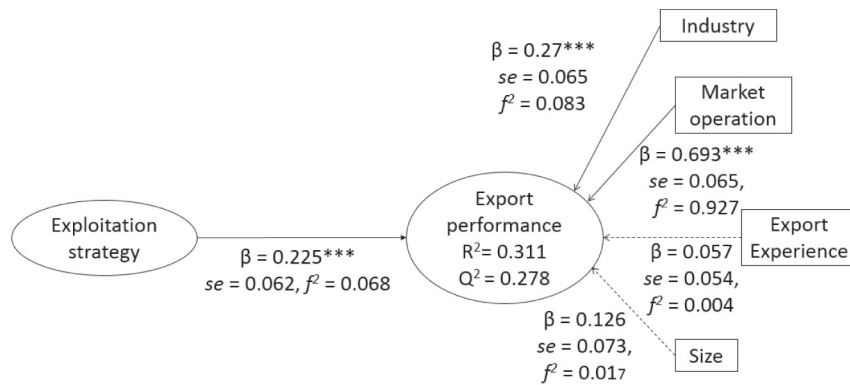 Industry
β = 0.27***
se = 0.065
f² = 0.083
Market
operation
β = 0.693***
se = 0.065,
f² = 0.927
Exploitation
strategy
β = 0.225***
se = 0.062, f² = 0.068
Export
performance
R²= 0.311
Q² = 0.278
Export
Experience
β = 0.057
se = 0.054,
f² = 0.004
β = 0.126
se = 0.073,
f² = 0.017
Size